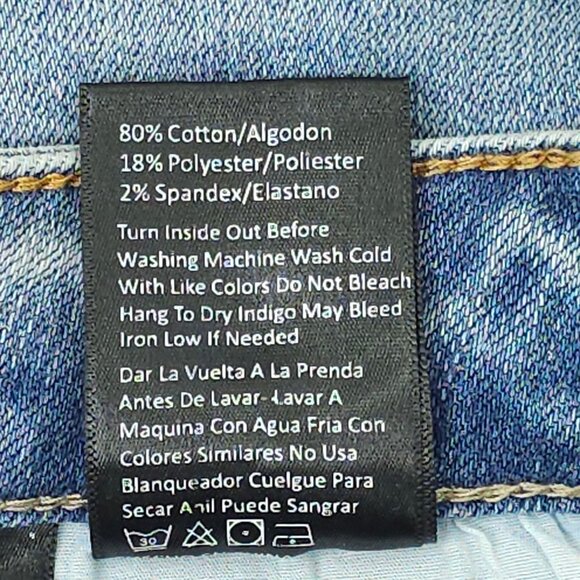 80% Cotton/Algodon
18% Polyester/Poliester
2% Spandex/Elastano
Turn Inside Out Before
Washing Machine Wash Cold
With Like Colors Do Not Bleach
Hang To Dry Indigo May Bleed
Iron Low If Needed
Dar La Vuelta A La Prenda
Antes De Lavar-Lavar A
Maquina Con Agua Fria Con
Colores Similares No Usa
Blanqueador Cuelgue Para
Secar Anil Puede Sangrar
30